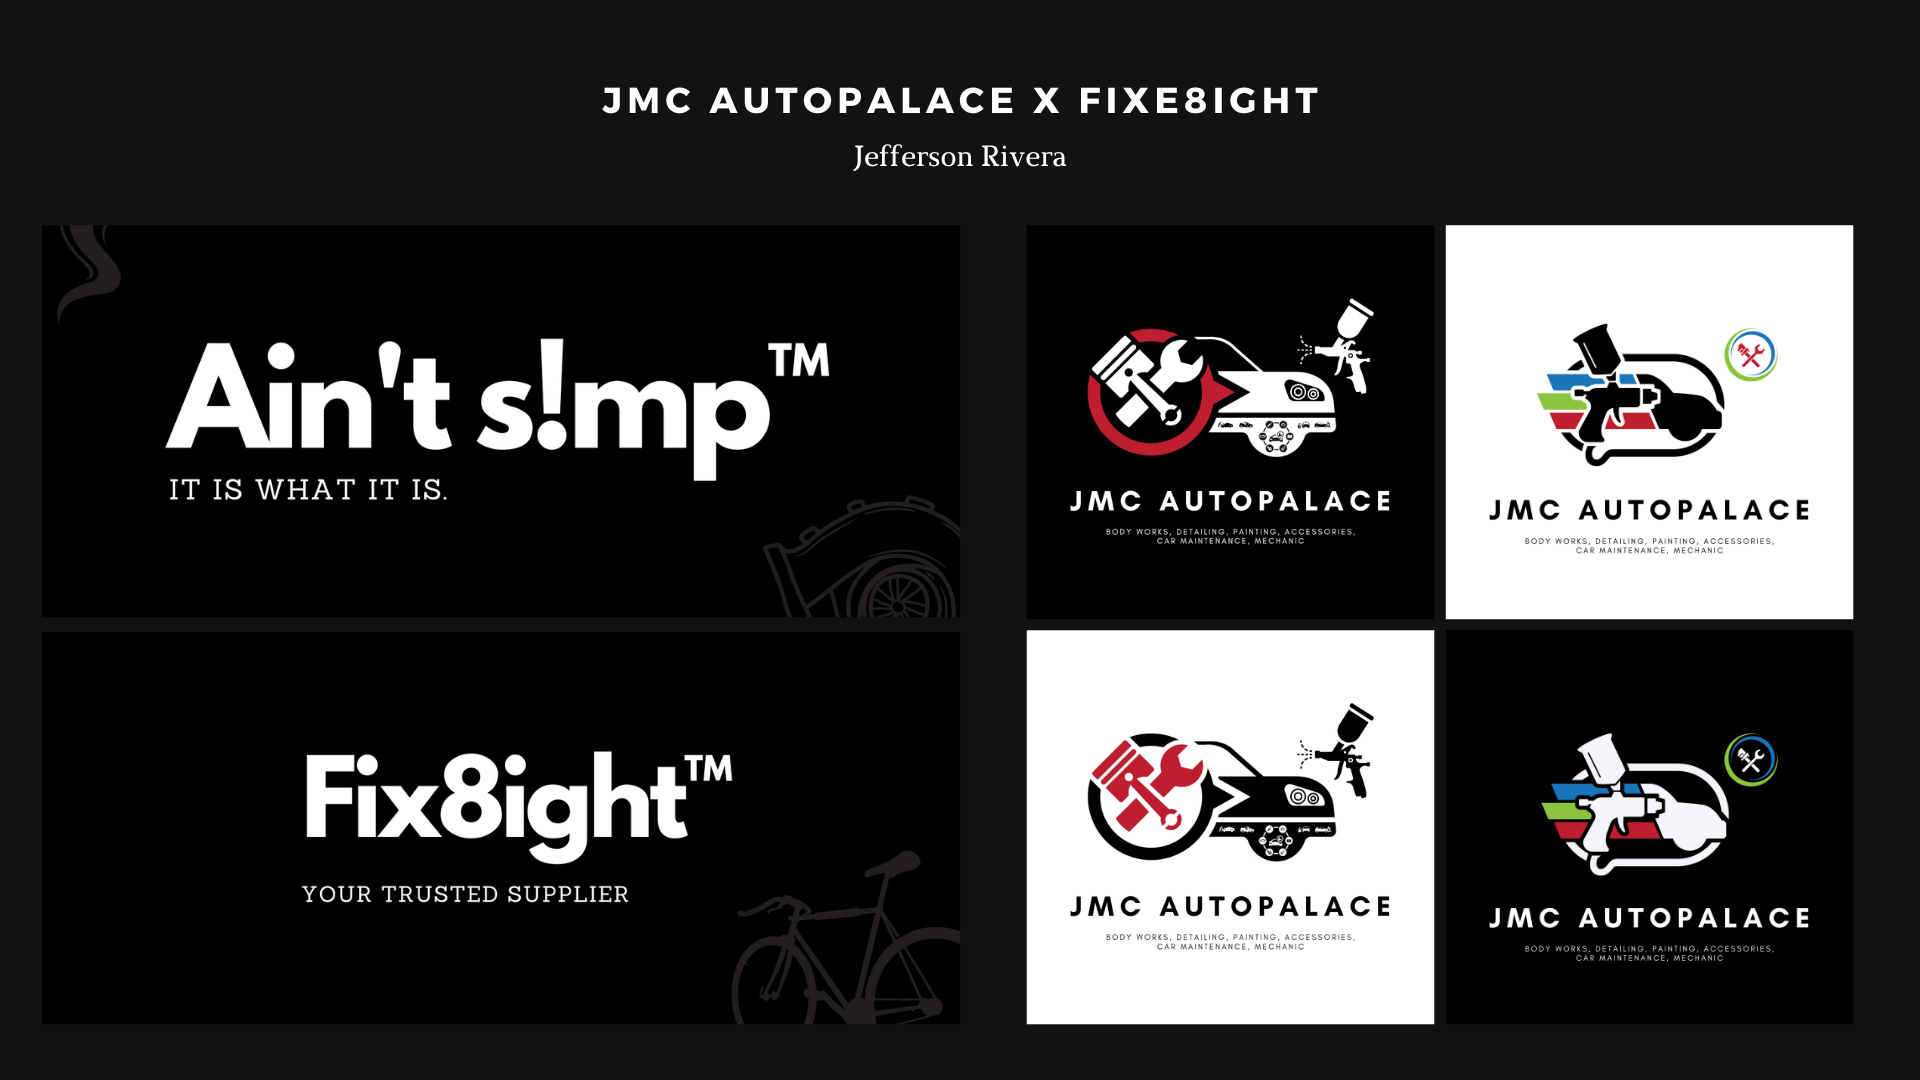 JMC AUTOPALACE X FIXE8IGHT
Jefferson Rivera
Ain't s!mp™
IT IS WHAT IT IS.
Fix8ight™
YOUR TRUSTED SUPPLIER
JMC AUTOPALACE
BODY WORKS, DETAILING, PAINTING, ACCESSORIES,
CAR MAINTENANCE, MECHANIC
JMC AUTOPALACE
BODY WORKS, DETAILING, PAINTING, ACCESSORIES,
CAR MAINTENANCE, MECHANIC
JMC AUTOPALACE
BODY WORKS, DETAILING, PAINTING, ACCESSORIES,
CAR MAINTENANCE, MECHANIC
JMC AUTOPALACE
BODY WORKS, DETAILING, PAINTING, ACCESSORIES,
CAR MAINTENANCE, MECHANIC